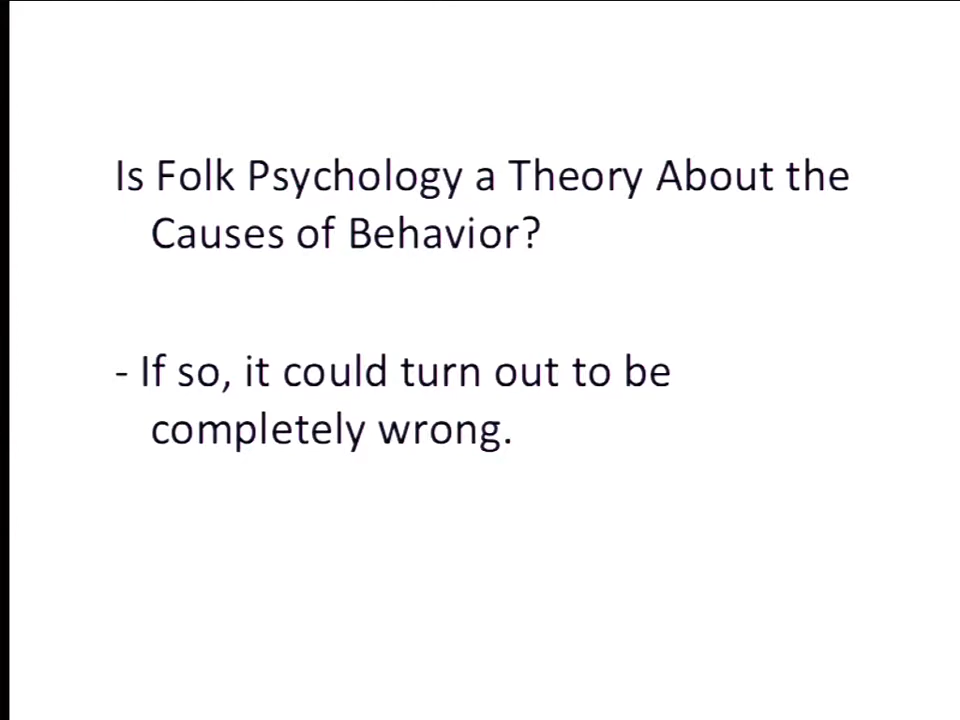 Is Folk Psychology a Theory About the
Causes of Behavior?
- If so, it could turn out to be
completely wrong.